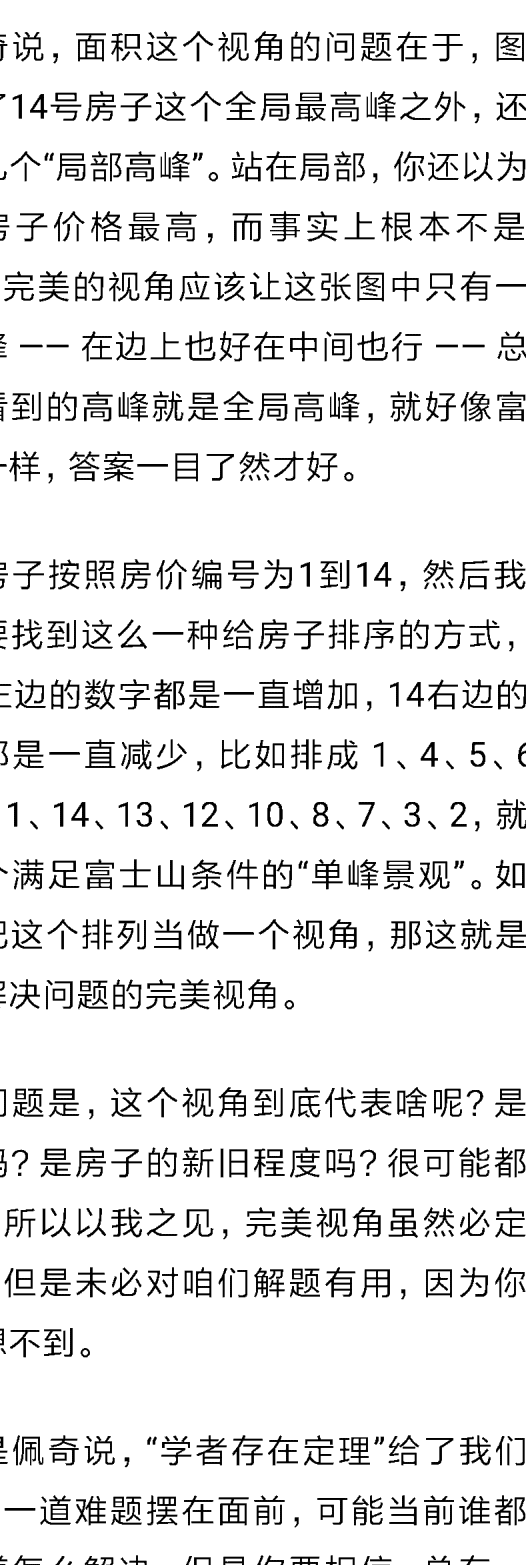 说，面积这个视角的问题在于，图
14号房子这个全局最高峰之外，还
个“局部高峰”。站在局部，你还以为
房子价格最高，而事实上根本不是
完美的视角应该让这张图中只有一
—— 在边上也好在中间也行 —— 总
看到的高峰就是全局高峰，就好像富
一样，答案一目了然才好。
房子按照房价编号为1到14，然后我
要找到这么一种给房子排序的方式，
左边的数字都是一直增加，14右边的
都是一直减少，比如排成 1、4、5、6
1、14、13、12、10、8、7、3、2，就
个满足富士山条件的“单峰景观”。如
把这个排列当做一个视角，那这就是
解决问题的完美视角。
问题是，这个视角到底代表啥呢？是
吗？是房子的新旧程度吗？很可能都
所以以我之见，完美视角虽然必定
但是未必对咱们解题有用，因为你
想不到。
是佩奇说，“学者存在定理”给了我们
一道难题摆在面前，可能当前谁都